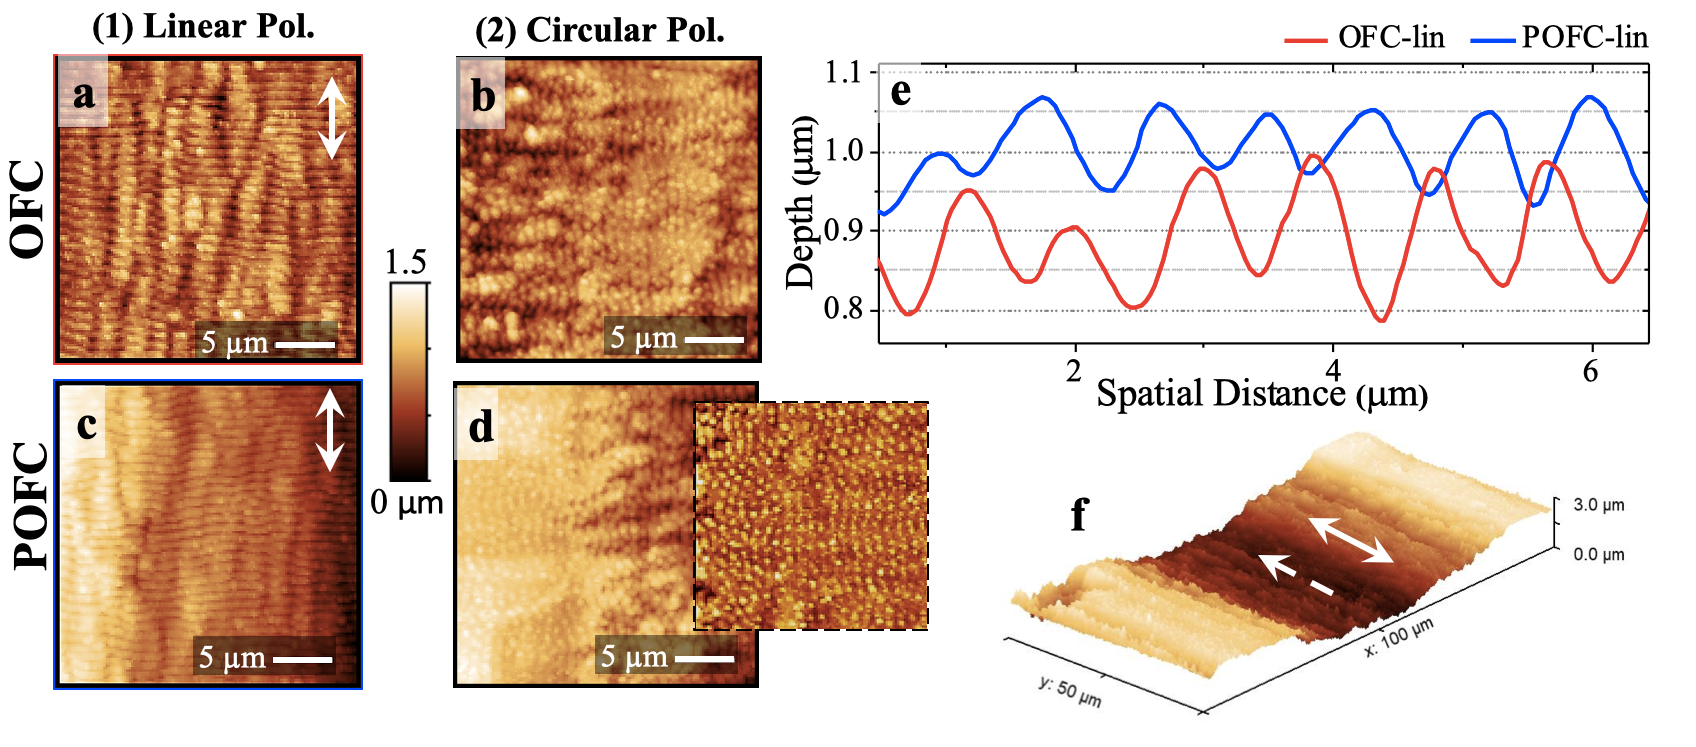 (1) Linear Pol.
(2) Circular Pol.
OFC
POFC
a
5 µm
b
5 µm
1.5
0 µm
c
5 µm
d
5 µm
OFC-lin
POFC-lin
e
1.1
1.0
0.9
0.8
Depth (µm)
2
4
6
Spatial Distance (µm)
f
3.0 µm
0.0 µm
x: 100 µm
y: 50 µm